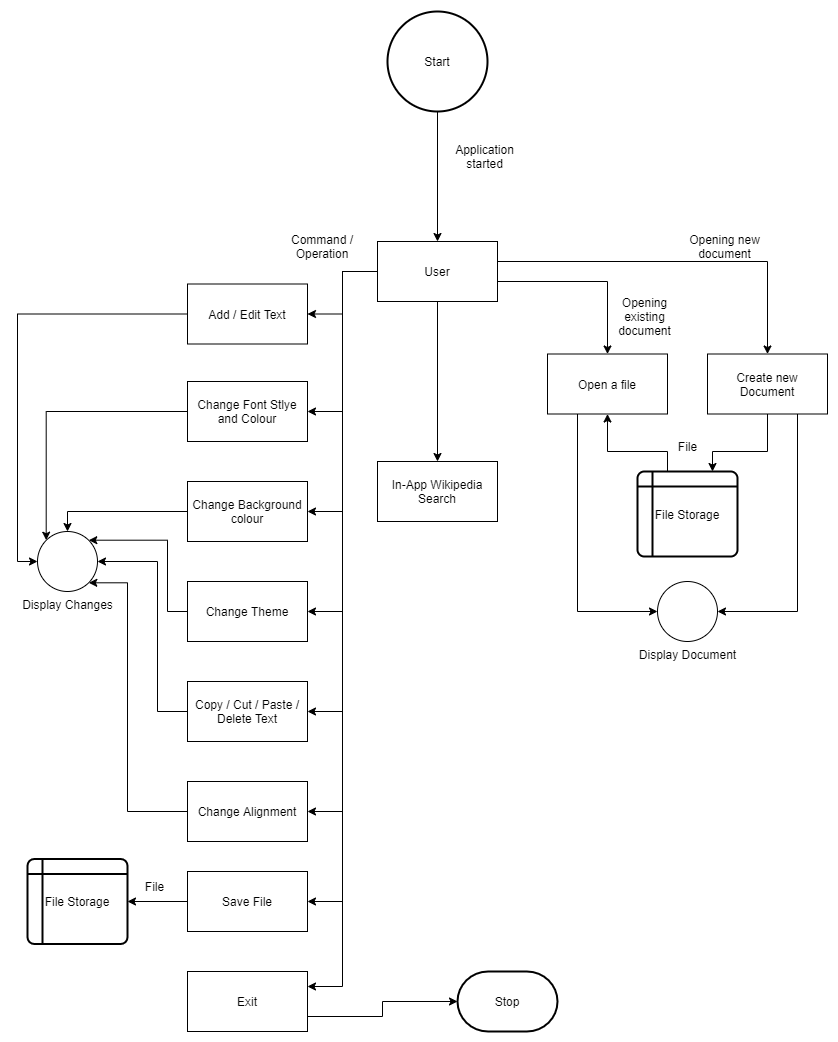 Start
Application
started
Command /
Operation
User
Opening new
document
Add / Edit Text
Opening
existing
document
Change Font Stlye
and Colour
Open a file
Create new
Document
File
In-App Wikipedia
Search
Change Background
colour
File Storage
Display Changes
Change Theme
Display Document
Copy / Cut / Paste /
Delete Text
Change Alignment
File Storage
File
Save File
Exit
Stop